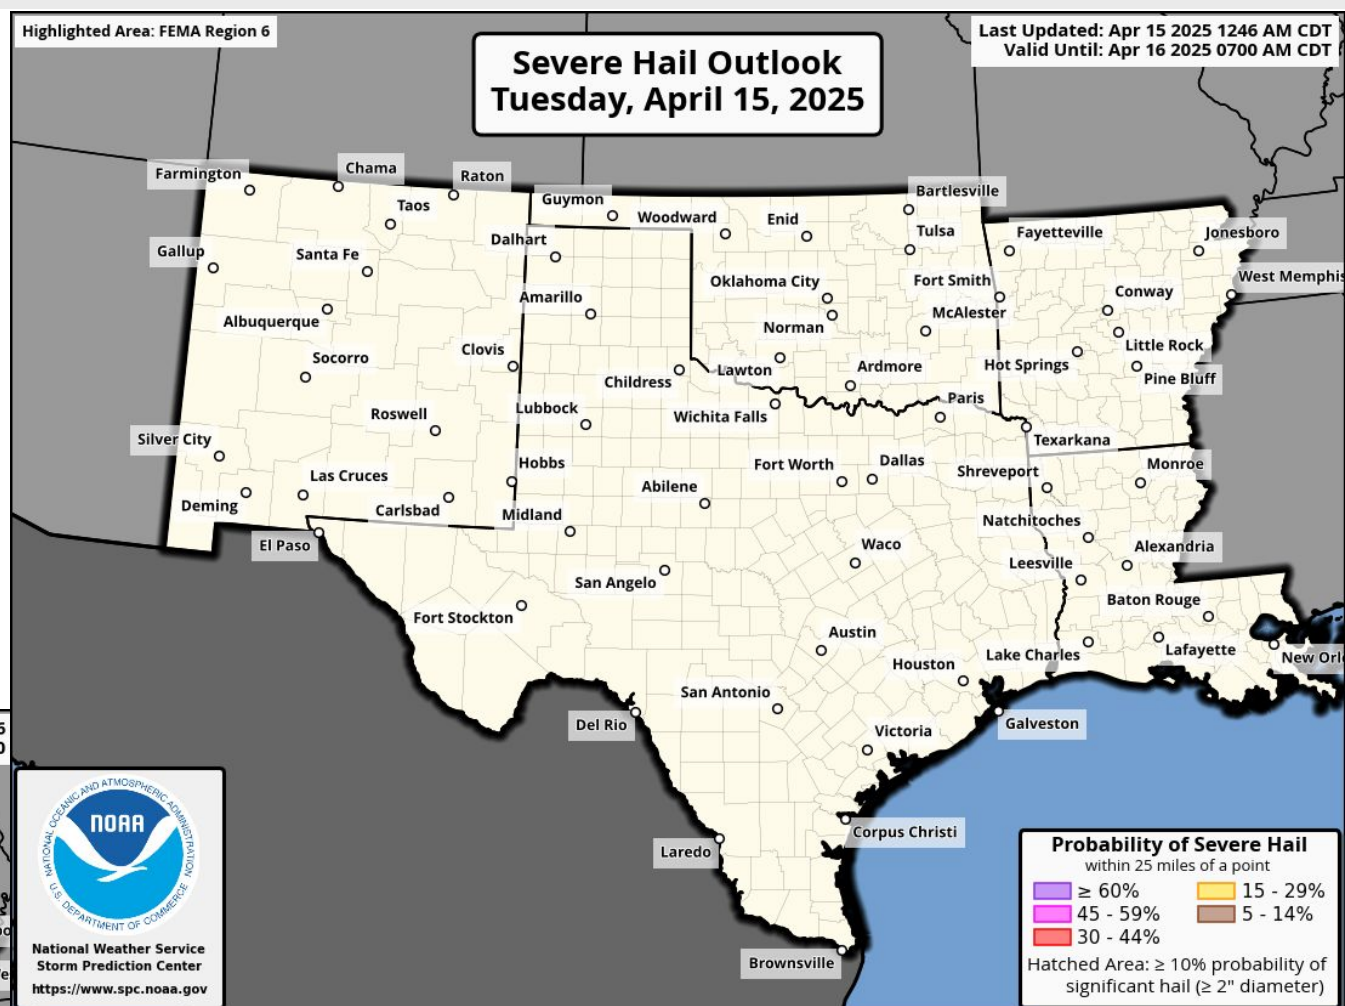 Highlighted Area: FEMA Region 6
Last Updated: Apr 15 2025 1246 AM CDT
Valid Until: Apr 16 2025 0700 AM CDT
Severe Hail Outlook
Tuesday, April 15, 2025
Farmington
Chama
Raton
Taos
Guymon
Woodward
Enid
Bartlesville
Tulsa
Fayetteville
Jonesboro
Gallup
Santa Fe
Dalhart
Oklahoma City
Fort Smith
West Memphis
Albuquerque
Amarillo
Norman
McAlester
Conway
Little Rock
Socorro
Clovis
Childress
Lawton
Ardmore
Hot Springs
Pine Bluff
Roswell
Lubbock
Wichita Falls
Paris
Texarkana
Silver City
Las Cruces
Hobbs
Abilene
Fort Worth
Dallas
Shreveport
Monroe
Deming
Carlsbad
Midland
Natchitoches
El Paso
San Angelo
Waco
Leesville
Alexandria
Fort Stockton
Austin
Baton Rouge
Houston
Lake Charles
Lafayette
New Orl
San Antonio
Del Rio
Victoria
Galveston
Laredo
Corpus Christi
Brownsville
NATIONAL OCEANIC AND ATMOSPHERIC ADMINISTRATION
NOAA
U.S. DEPARTMENT OF COMMERCE
National Weather Service
Storm Prediction Center
https://www.spc.noaa.gov
Probability of Severe Hail
within 25 miles of a point
≥ 60%
15 - 29%
45 - 59%
5 - 14%
30 - 44%
Hatched Area: ≥ 10% probability of
significant hail (≥ 2" diameter)